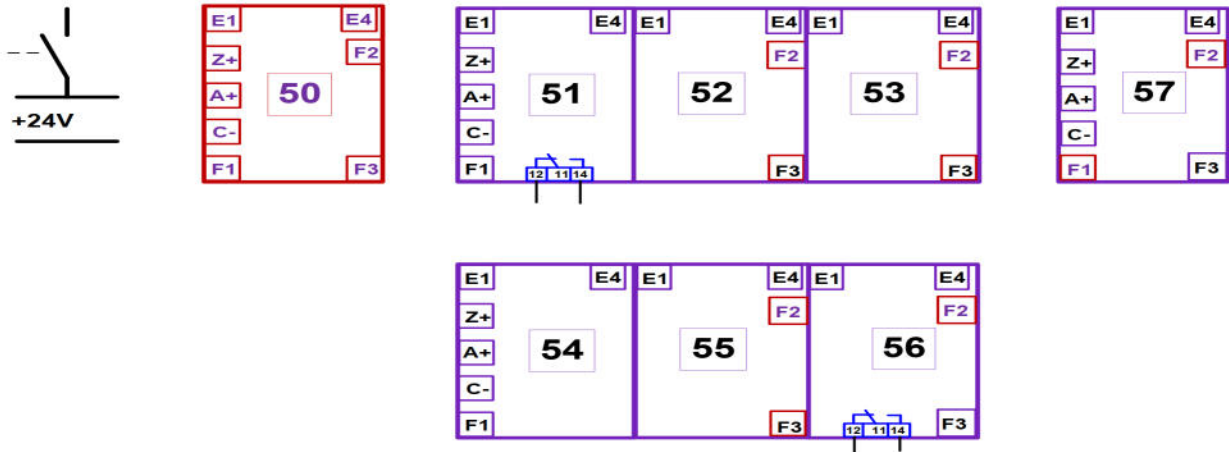 E1 E4 E1 E4 E1 E4 E1 E4 E1 E4
F2 F2 F2 F2
Z+ Z+ Z+
50 51 52 53 57
A+ A+ A+
+24V
C- C- C-
F1 F3 F1 12 11 14 F3 F3 F1 F3
E1 E4 E1 E4 E1 E4
Z+ F2 F2
A+ 54 55 56
C-
F1 F3 12 11 14 F3